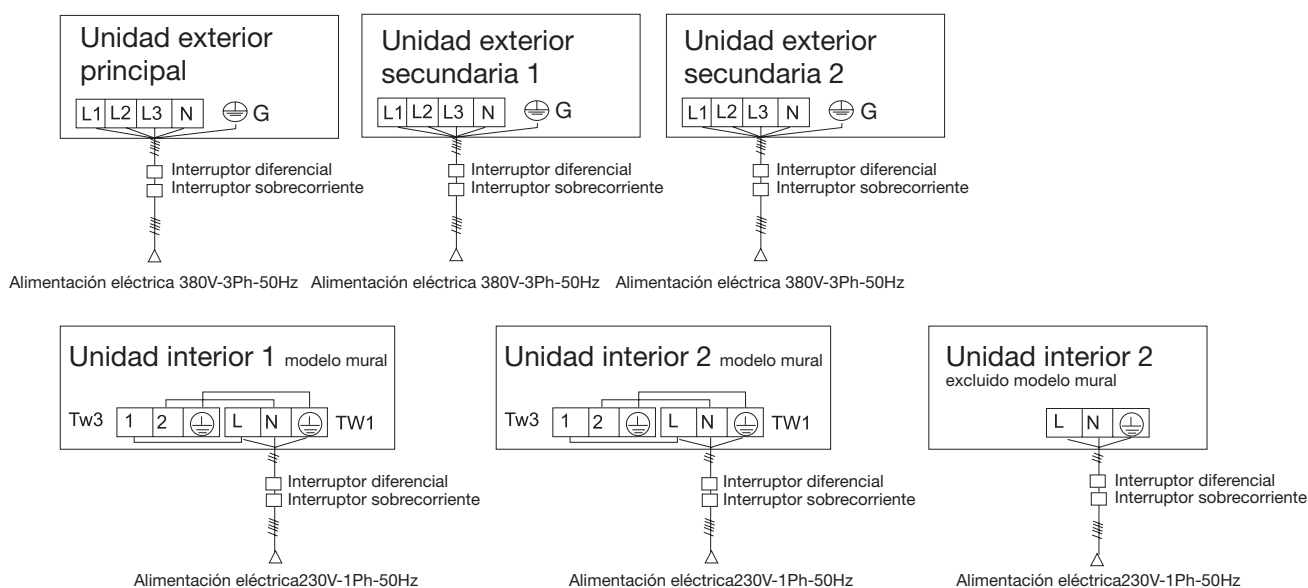 Unidad exterior
principal
L1 L2 L3 N G
Interruptor diferencial
Interruptor sobrecorriente
Alimentación eléctrica 380V-3Ph-50Hz
Unidad exterior
secundaria 1
L1 L2 L3 N G
Interruptor diferencial
Interruptor sobrecorriente
Alimentación eléctrica 380V-3Ph-50Hz
Unidad exterior
secundaria 2
L1 L2 L3 N G
Interruptor diferencial
Interruptor sobrecorriente
Alimentación eléctrica 380V-3Ph-50Hz
Unidad interior 1 modelo mural
Tw3 1 2 L N TW1
Interruptor diferencial
Interruptor sobrecorriente
Alimentación eléctrica230V-1Ph-50Hz
Unidad interior 2 modelo mural
Tw3 1 2 L N TW1
Interruptor diferencial
Interruptor sobrecorriente
Alimentación eléctrica230V-1Ph-50Hz
Unidad interior 2
excluido modelo mural
L N
Interruptor diferencial
Interruptor sobrecorriente
Alimentación eléctrica230V-1Ph-50Hz